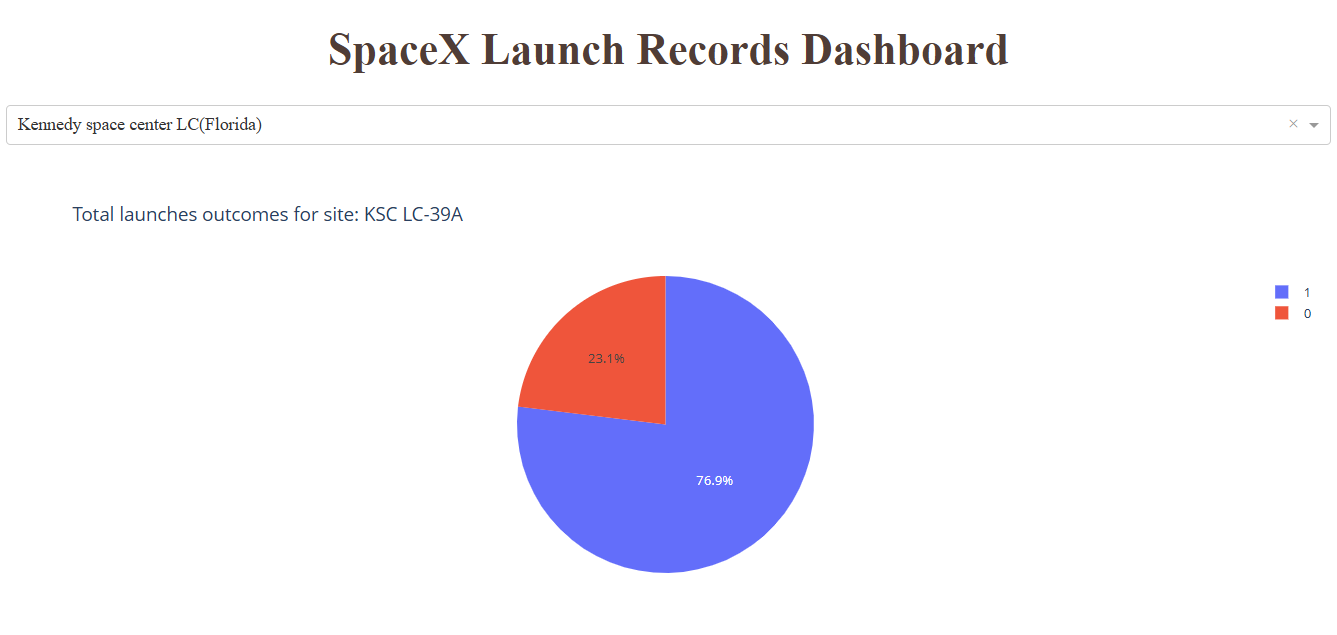 SpaceX Launch Records Dashboard
Kennedy space center LC(Florida)
×
Total launches outcomes for site: KSC LC-39A
1
0
23.1%
76.9%